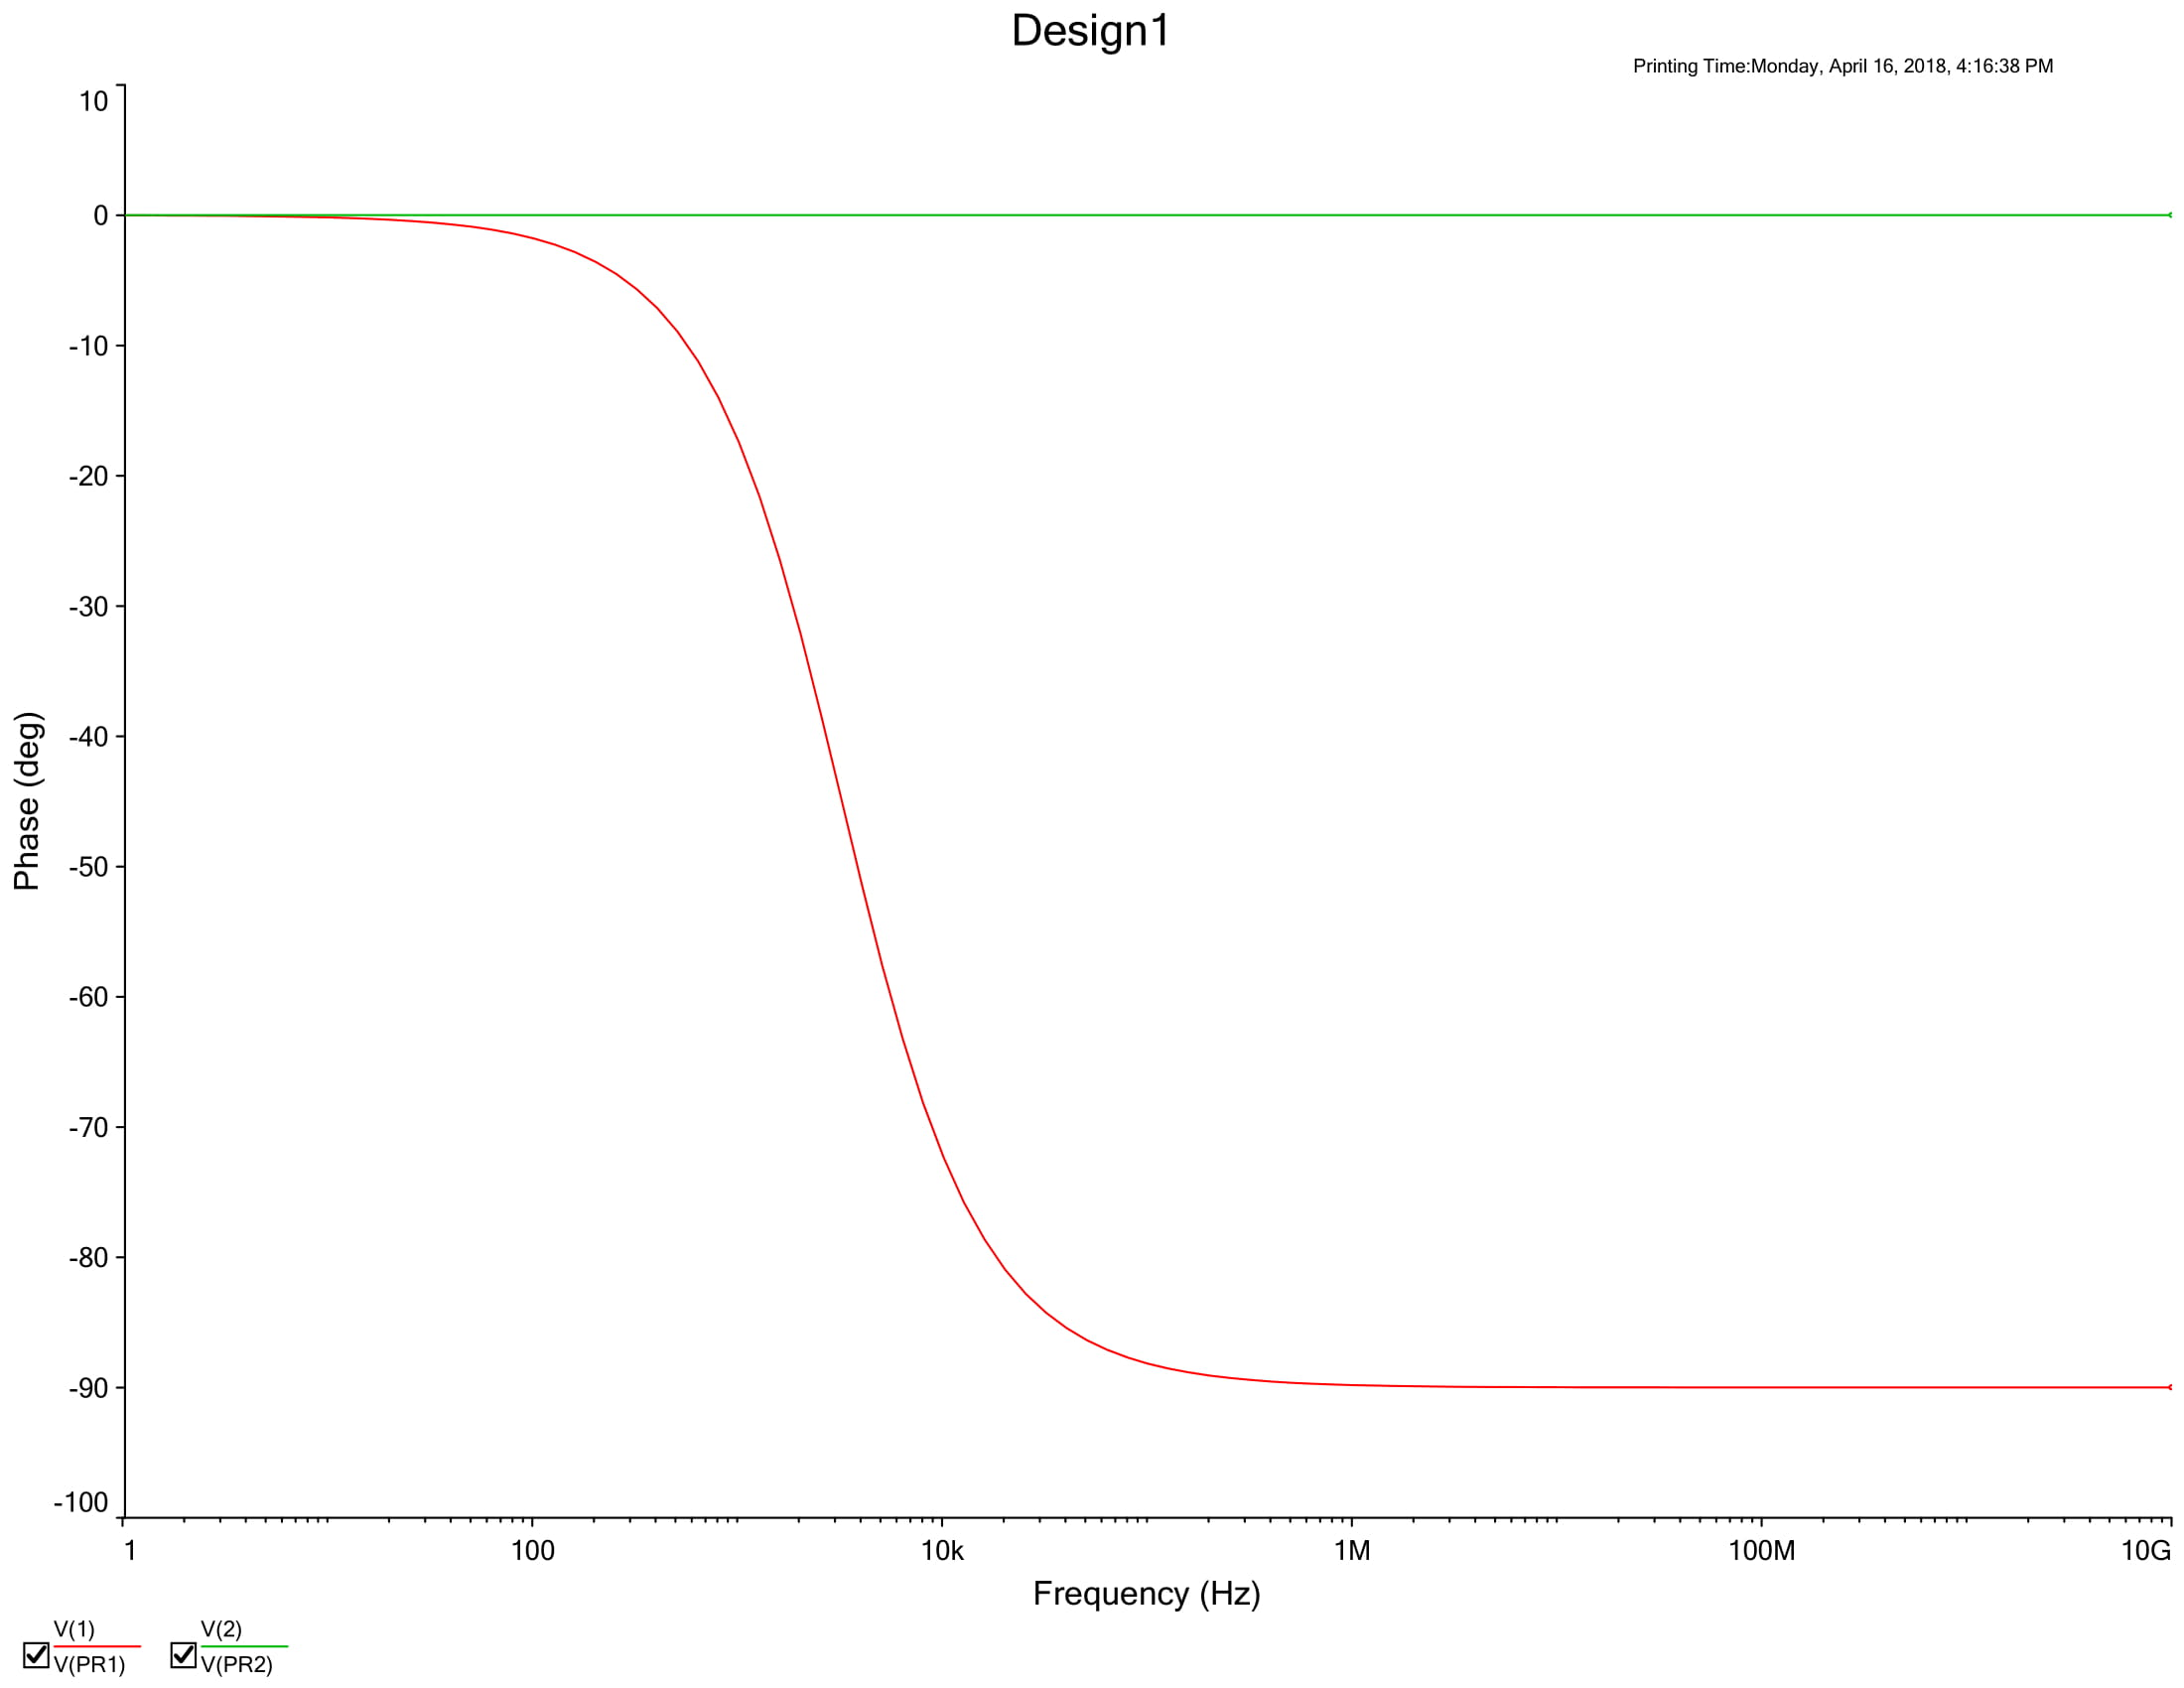 Design1
Printing Time:Monday, April 16, 2018, 4:16:38 PM
10
0
-10
-20
-30
-40
-50
-60
-70
-80
-90
-100
Phase (deg)
1 100 10k 1M 100M 10G
Frequency (Hz)
V(1) V(2)
V(PR1) V(PR2)